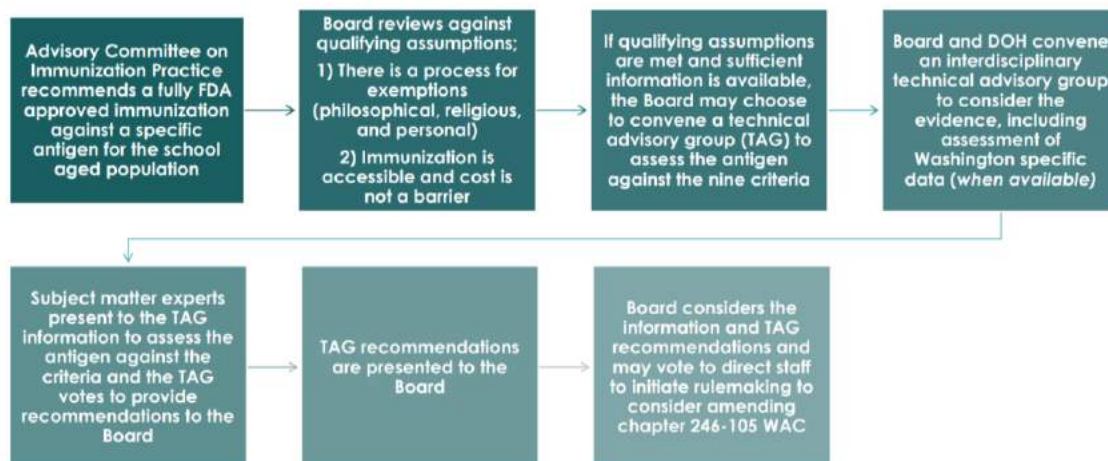 Advisory Committee on
Immunization Practice
recommends a fully FDA
approved immunization
against a specific
antigen for the school
aged population
Board reviews against
qualifying assumptions;
1) There is a process for
exemptions
(philosophical, religious,
and personal)
2) Immunization is
accessible and cost is
not a barrier
If qualifying assumptions
are met and sufficient
information is available,
the Board may choose
to convene a technical
advisory group (TAG) to
assess the antigen
against the nine criteria
Board and DOH convene
an interdisciplinary
technical advisory group
to consider the
evidence, including
assessment of
Washington specific
data (when available)
Subject matter experts
present to the TAG
information to assess the
antigen against the
criteria and the TAG
votes to provide
recommendations to the
Board
TAG recommendations
are presented to the
Board
Board considers the
information and TAG
recommendations and
may vote to direct staff
to initiate rulemaking to
consider amending
chapter 246-105 WAC